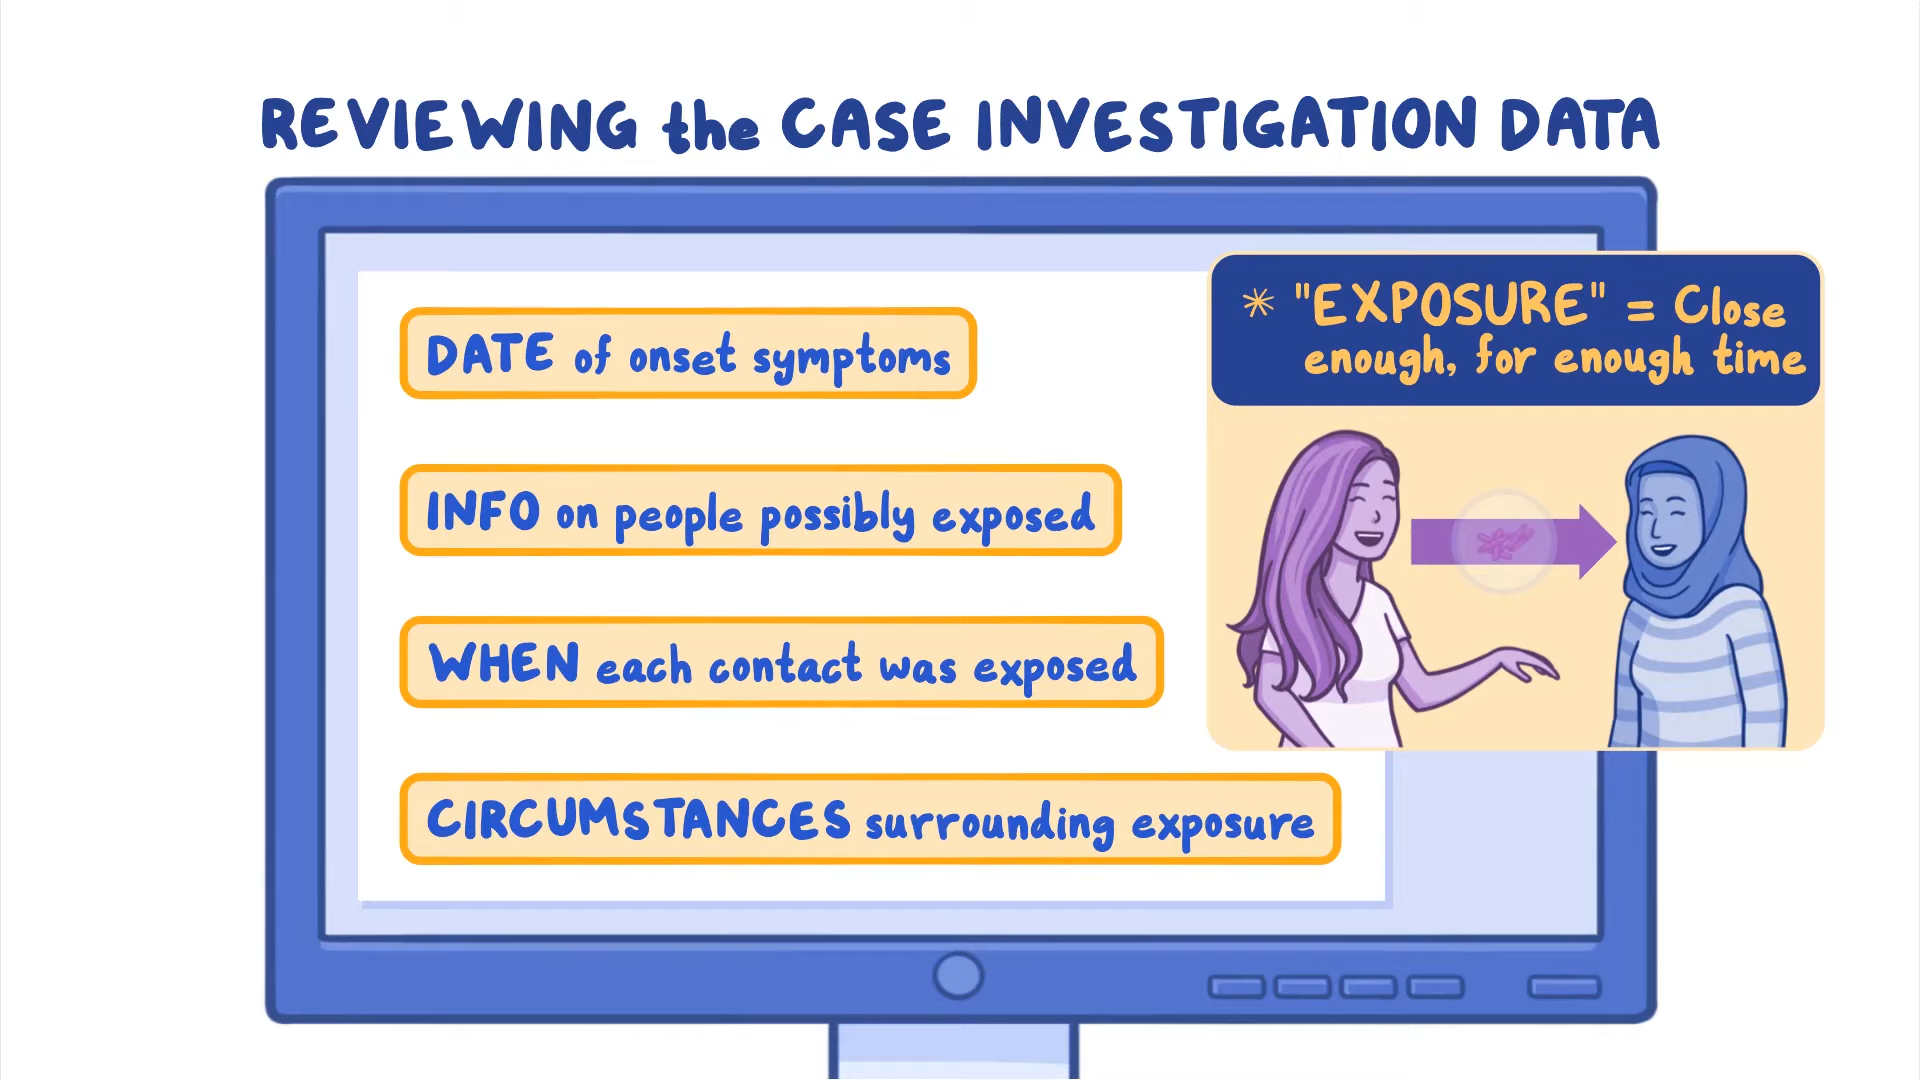 REVIEWING the CASE INVESTIGATION DATA
DATE of onset symptoms
INFO on people possibly exposed
WHEN each contact was exposed
CIRCUMSTANCES surrounding exposure
* "EXPOSURE" = Close
enough, for enough time